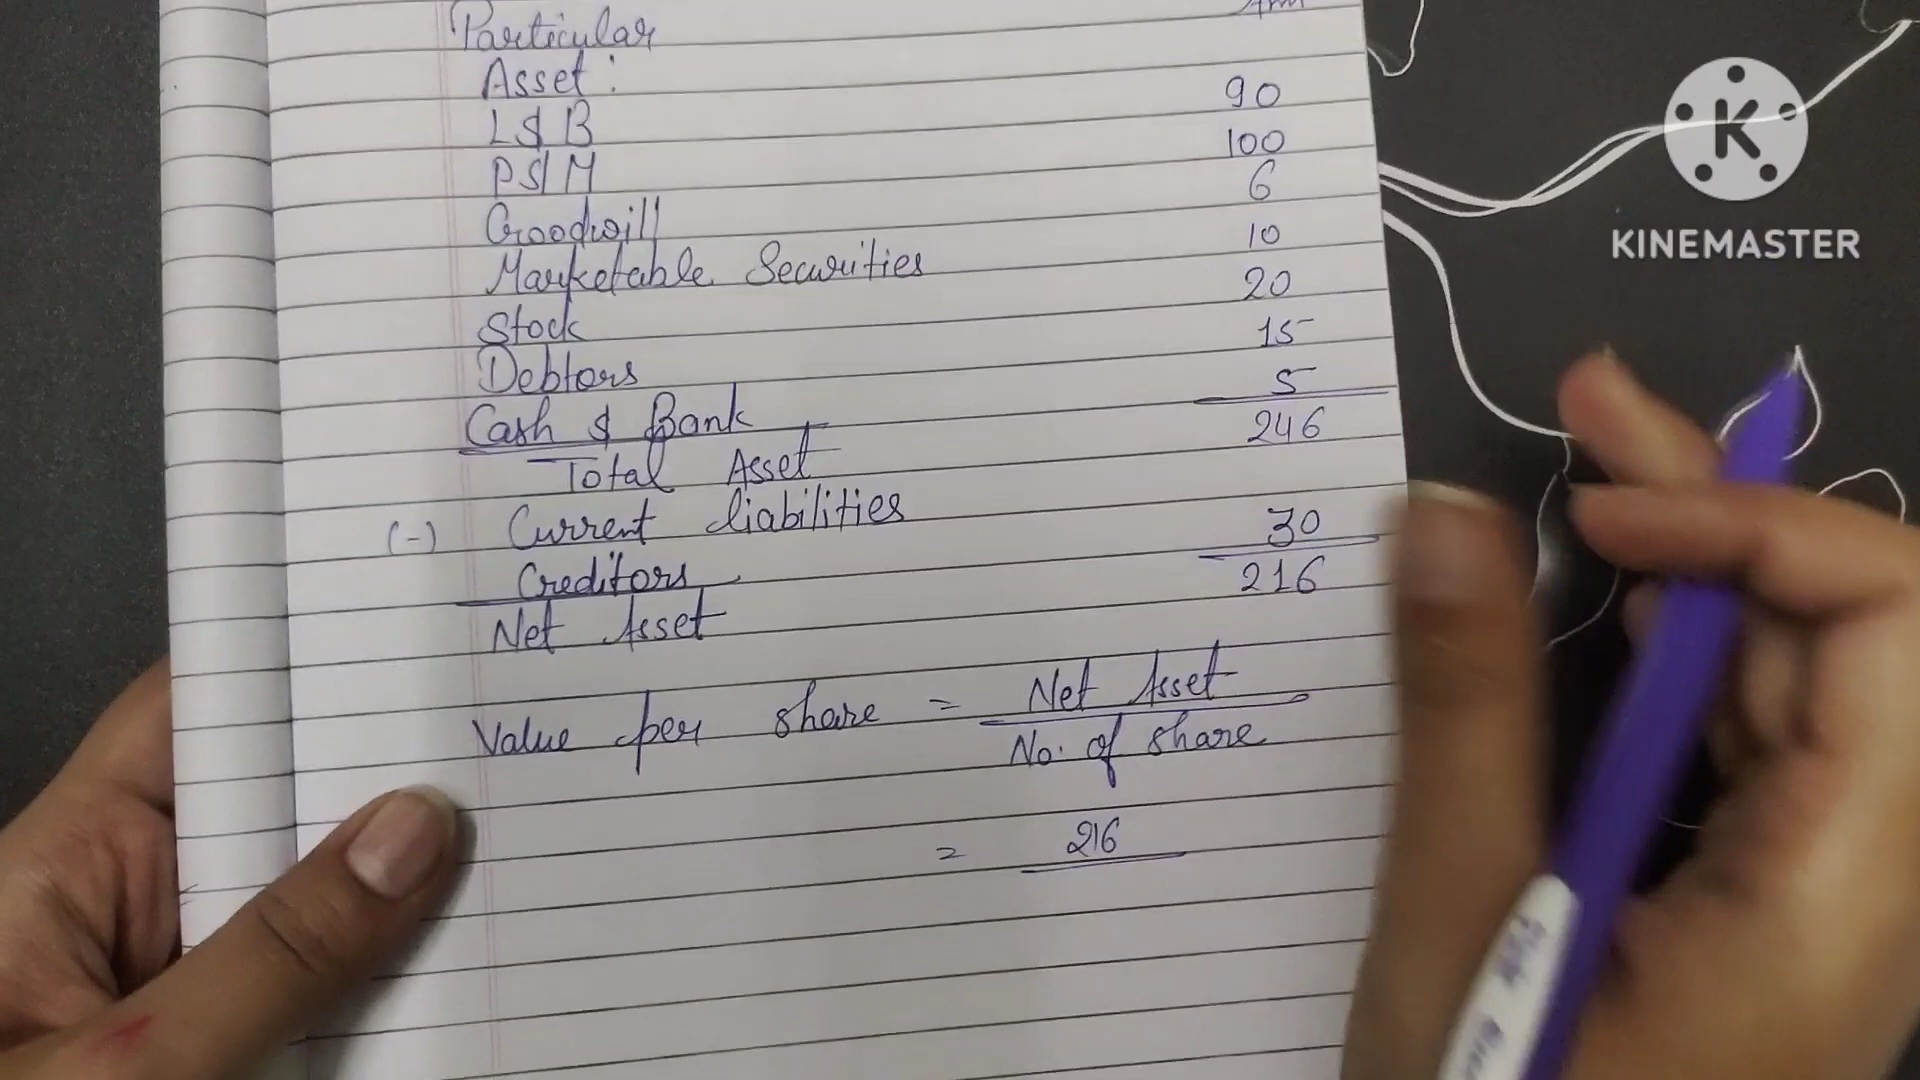 Particular
Asset :
L & B 90
P & M 100
Goodwill 6
Marketable Securities 10
Stock 20
Debtors 15
Cash & Bank 5
Total Asset 246
(-) Current liabilities
Creditors 30
Net Asset 216
Value per share = Net Asset
No. of share
= 216
K
KINEMASTER